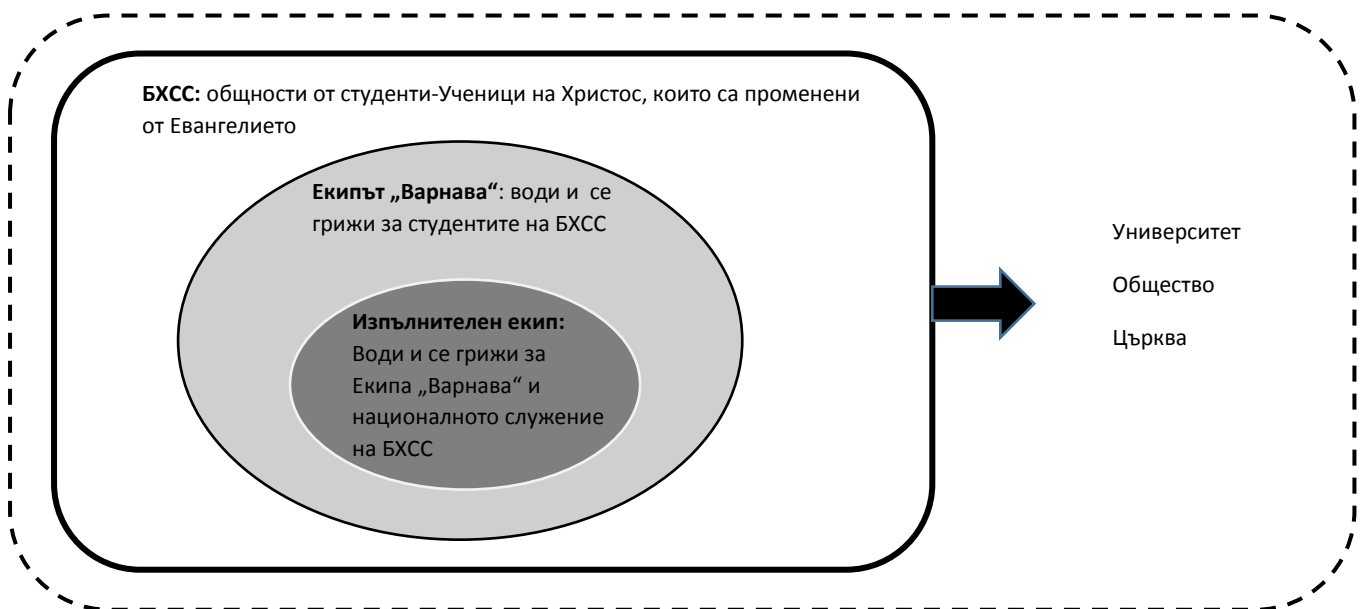 БХСС: общности от студенти-Ученици на Христос, които са променени
от Евангелието
Екипът „Варнава“: води и се
грижи за студентите на БХСС
Изпълнителен екип:
Води и се грижи за
Екипа „Варнава“ и
националното служение
на БХСС
Университет
Общество
Църква